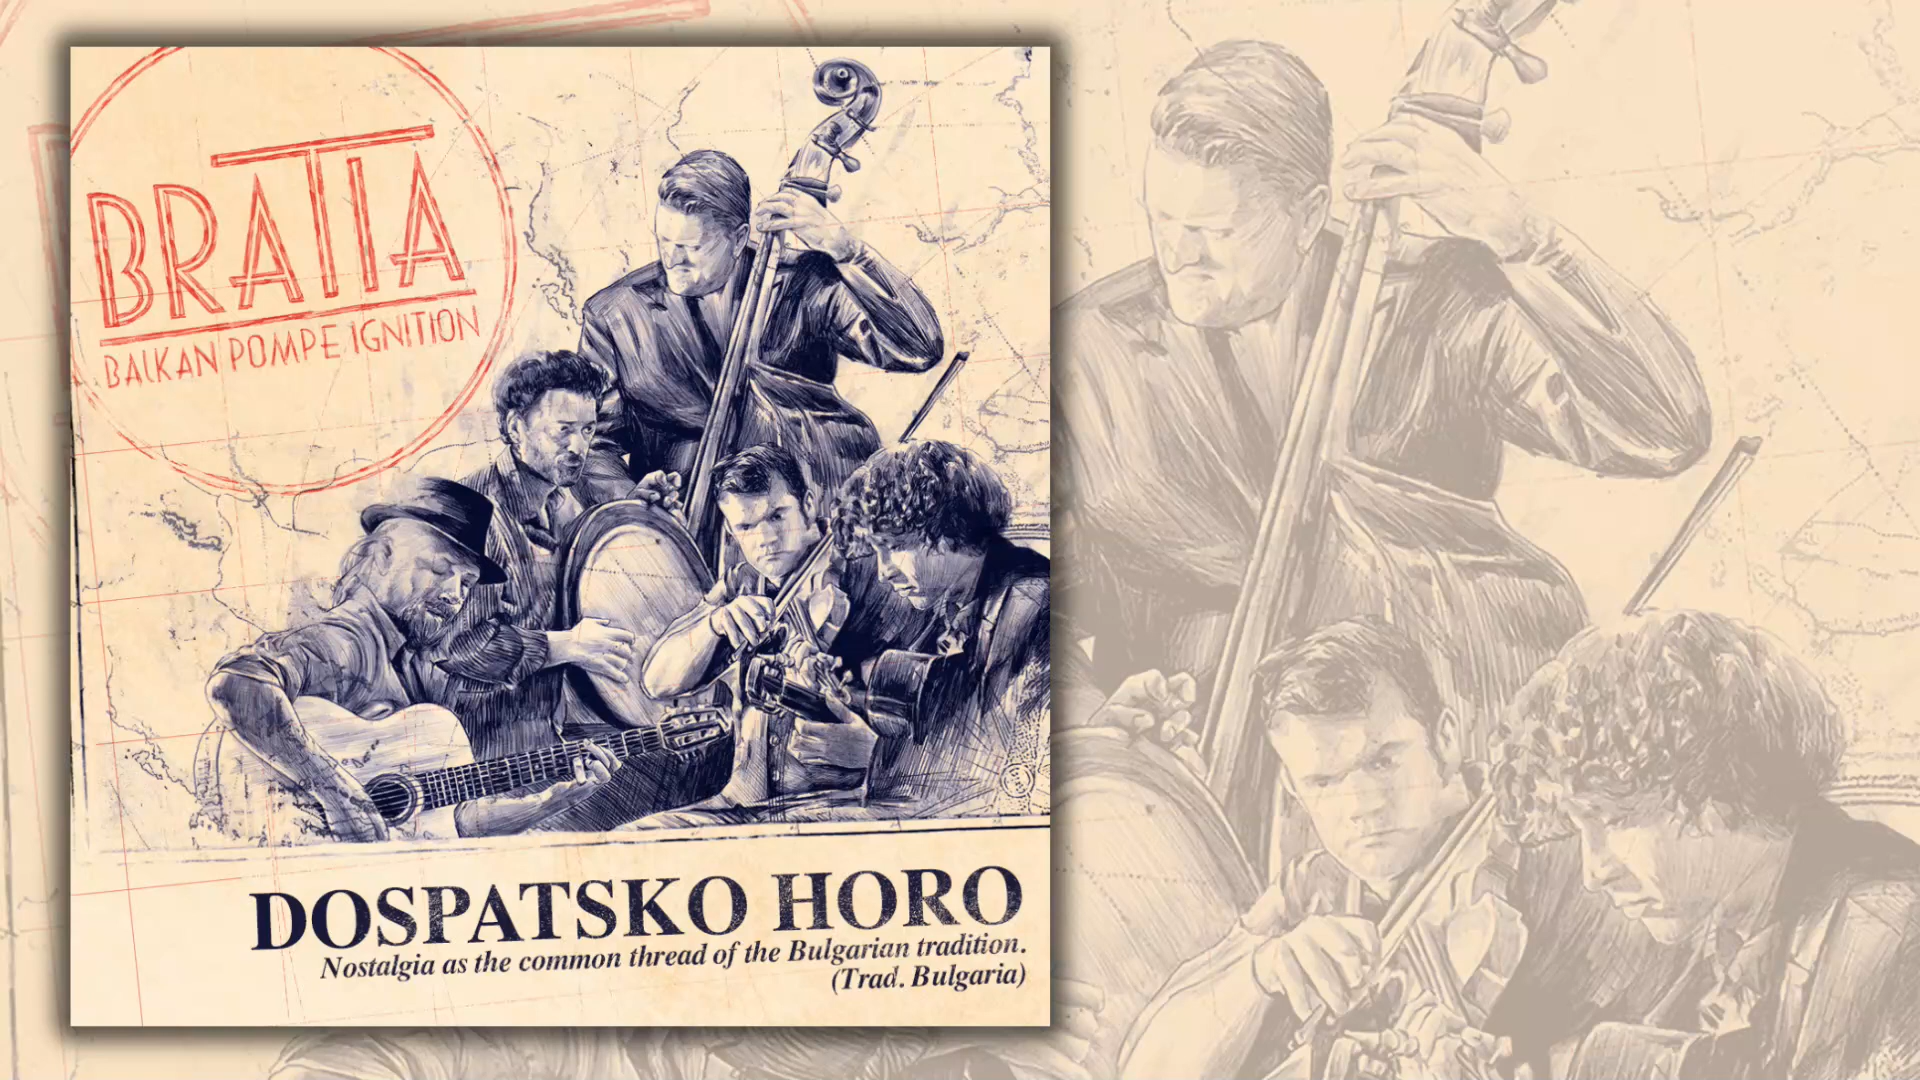 BRATIA
BALKAN POMPE IGNITION
DOSPATSKO HORO
Nostalgia as the common thread of the Bulgarian tradition.
(Trad. Bulgaria)